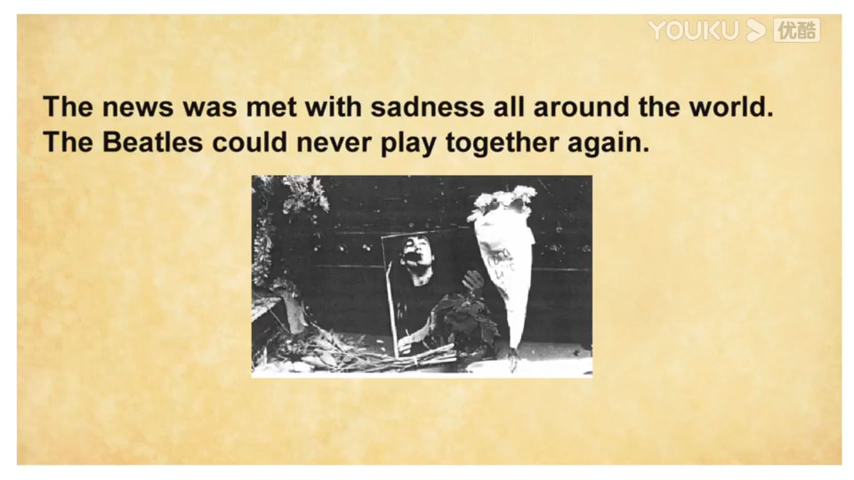 YOUKU 优酷
The news was met with sadness all around the world.
The Beatles could never play together again.